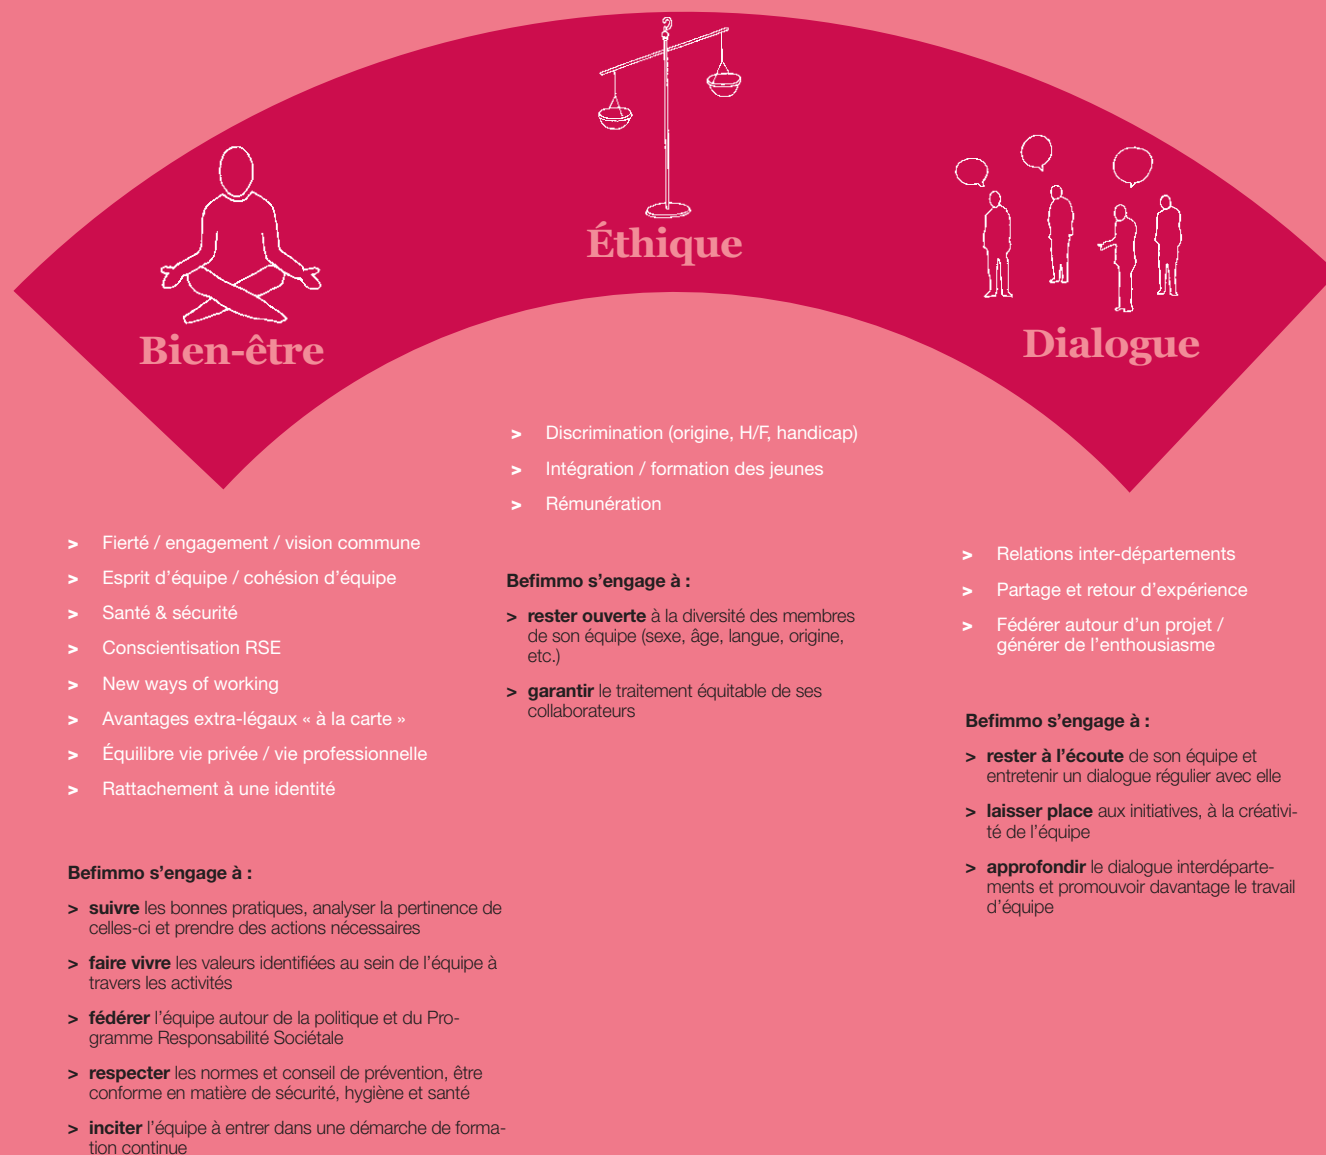 Bien-être
Éthique
Dialogue
> Fierté / engagement / vision commune
> Esprit d’équipe / cohésion d’équipe
> Santé & sécurité
> Conscientisation RSE
> New ways of working
> Avantages extra-légaux « à la carte »
> Équilibre vie privée / vie professionnelle
> Rattachement à une identité
Befimmo s’engage à :
> suivre les bonnes pratiques, analyser la pertinence de
celles-ci et prendre des actions nécessaires
> faire vivre les valeurs identifiées au sein de l’équipe à
travers les activités
> fédérer l’équipe autour de la politique et du Pro-
gramme Responsabilité Sociétale
> respecter les normes et conseil de prévention, être
conforme en matière de sécurité, hygiène et santé
> inciter l’équipe à entrer dans une démarche de forma-
tion continue
> Discrimination (origine, H/F, handicap)
> Intégration / formation des jeunes
> Rémunération
Befimmo s’engage à :
> rester ouverte à la diversité des membres
de son équipe (sexe, âge, langue, origine,
etc.)
> garantir le traitement équitable de ses
collaborateurs
> Relations inter-départements
> Partage et retour d’expérience
> Fédérer autour d’un projet /
générer de l’enthousiasme
Befimmo s’engage à :
> rester à l’écoute de son équipe et
entretenir un dialogue régulier avec elle
> laisser place aux initiatives, à la créativi-
té de l’équipe
> approfondir le dialogue interdéparte-
ments et promouvoir davantage le travail
d’équipe